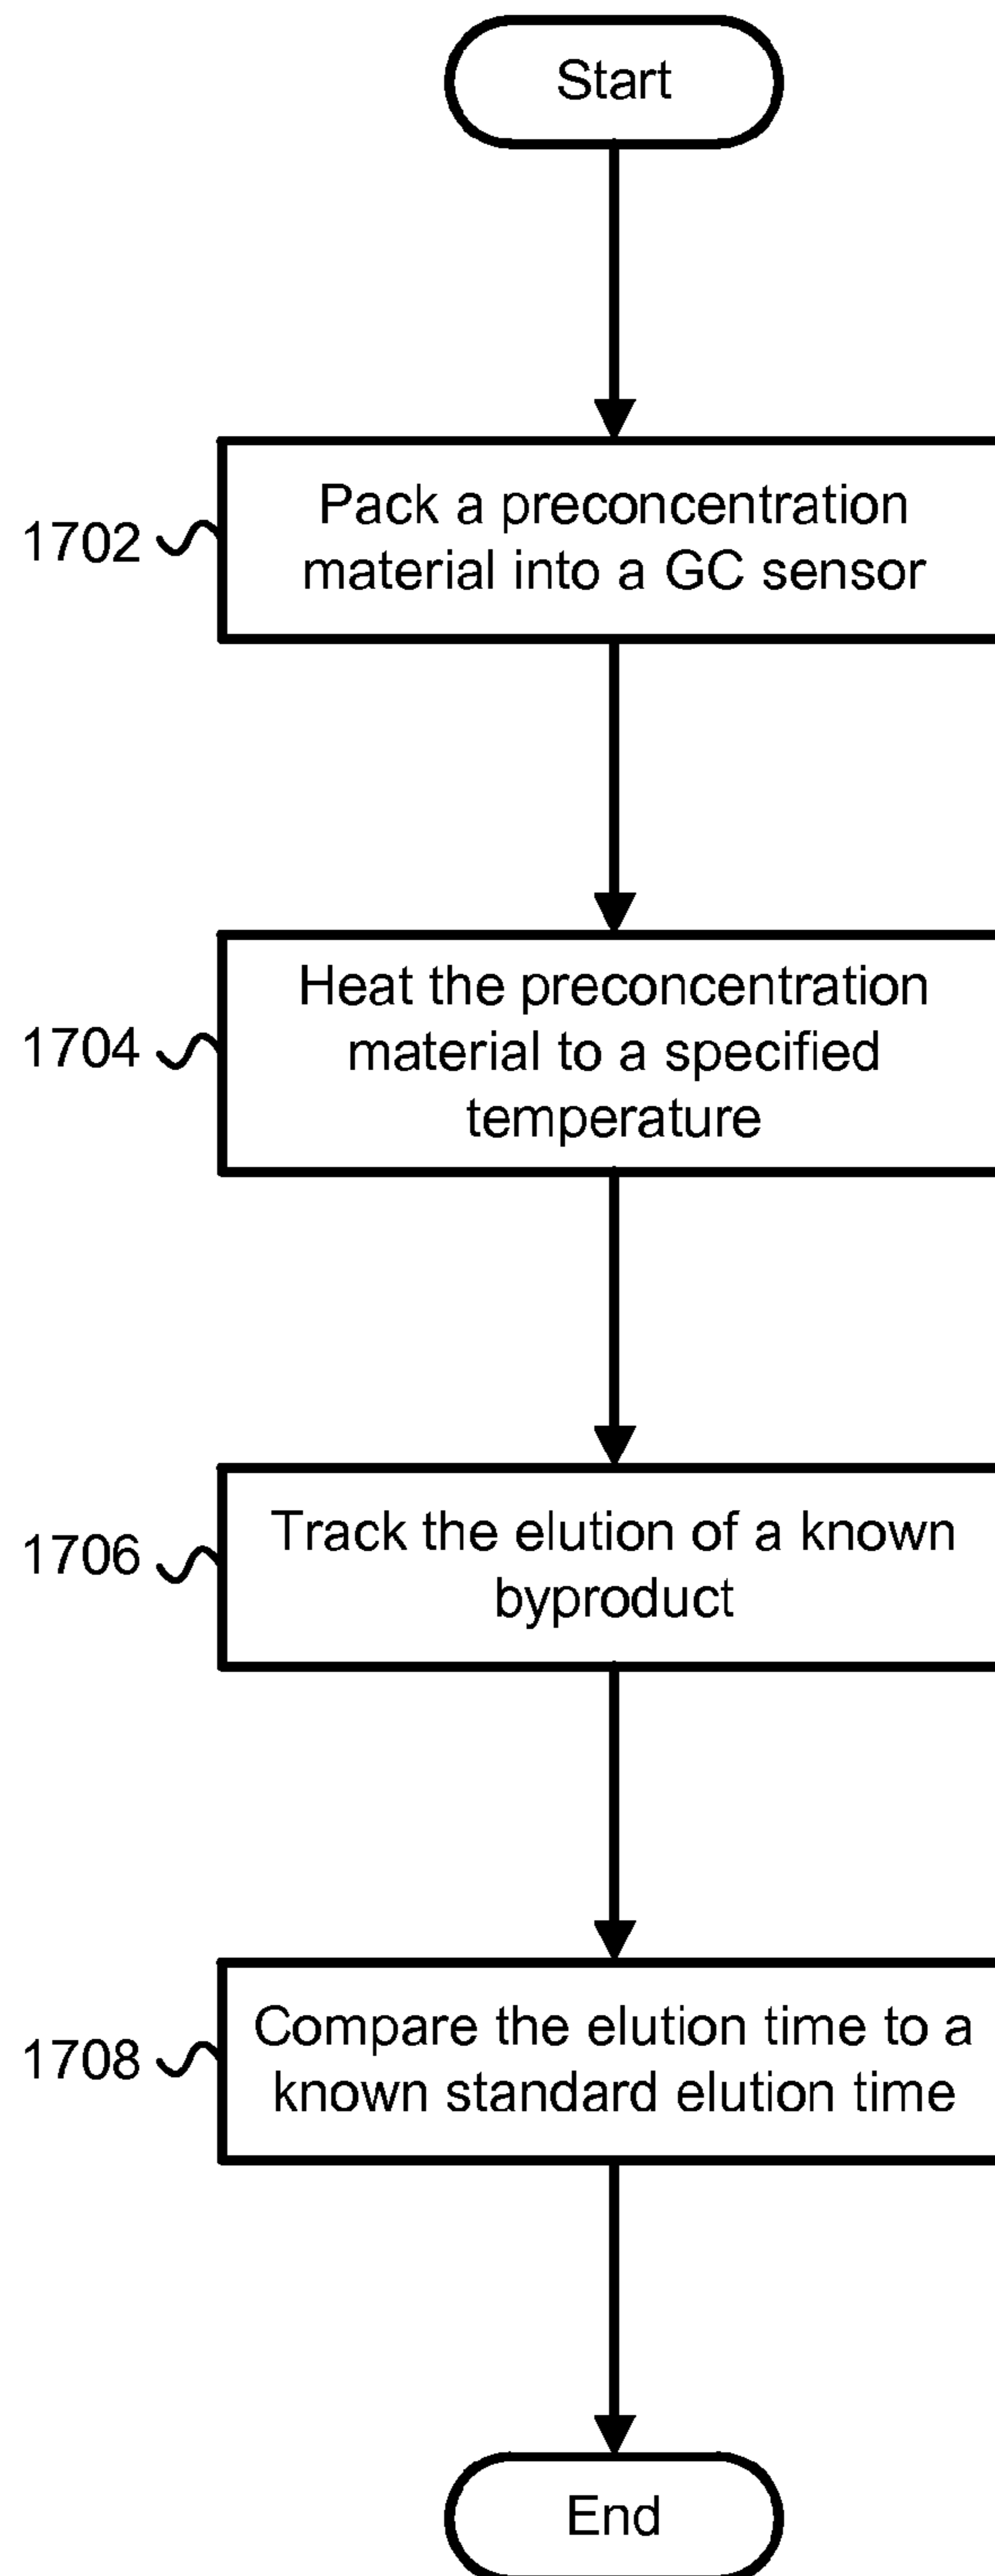 Start
1702
Pack a preconcentration
material into a GC sensor
1704
Heat the preconcentration
material to a specified
temperature
1706
Track the elution of a known
byproduct
1708
Compare the elution time to a
known standard elution time
End